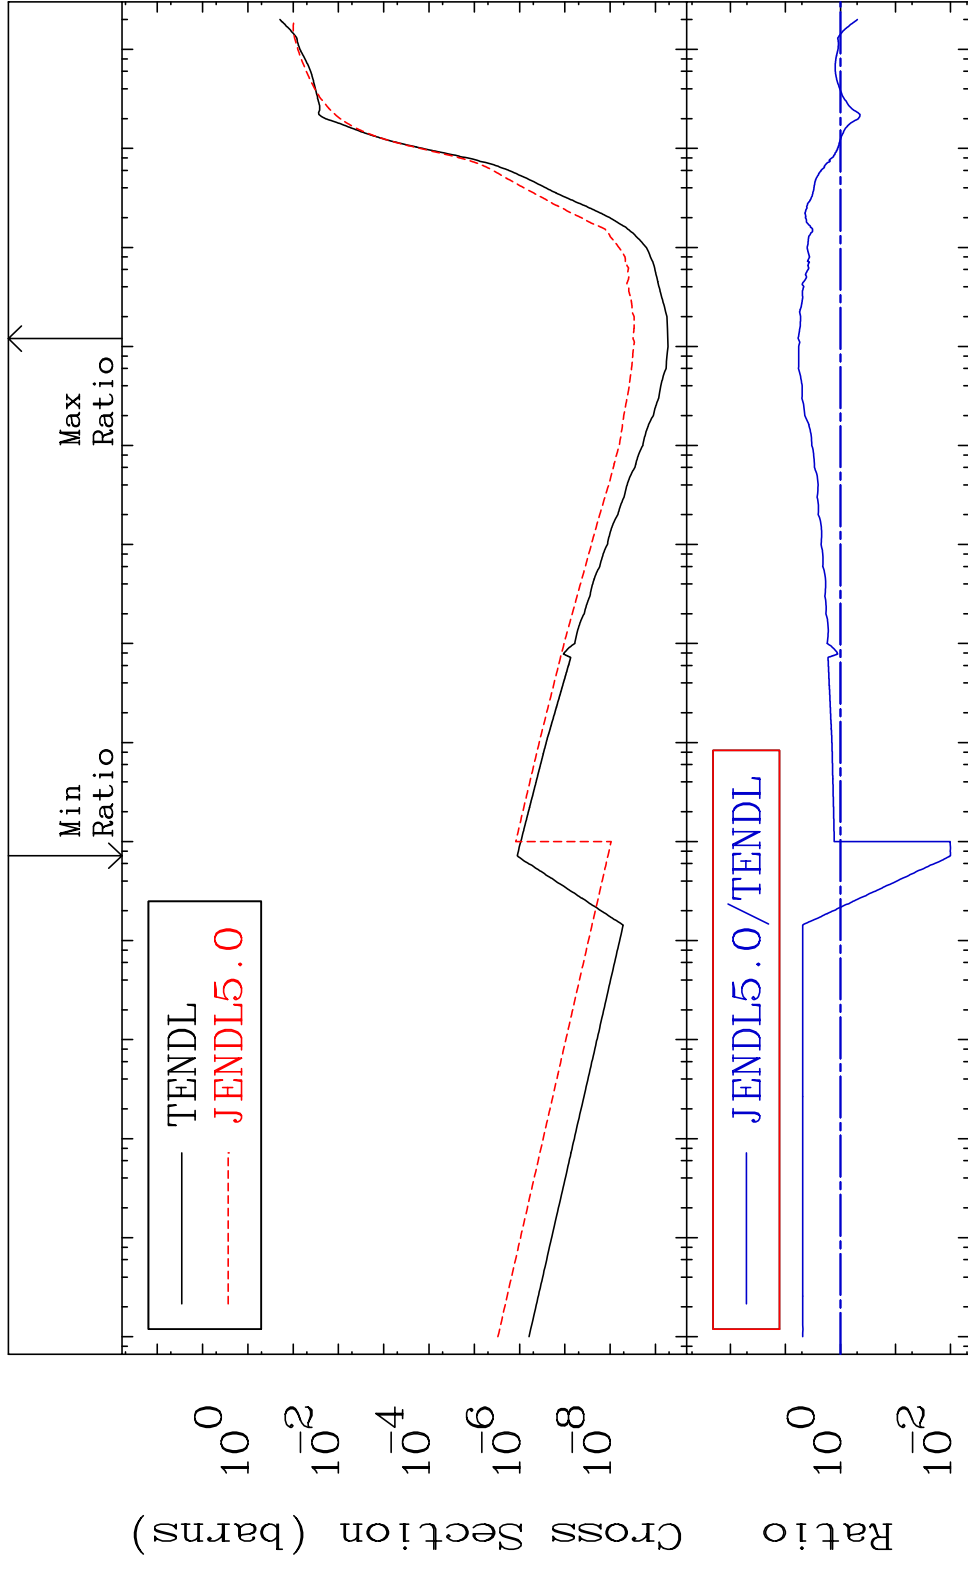 Min
Ratio
Max
Ratio
TENDL
JENDL5.0
JENDL5.0/TENDL
10^0
10^-2
10^-4
10^-6
10^-8
Cross Section (barns)
10^0
10^-2
Ratio